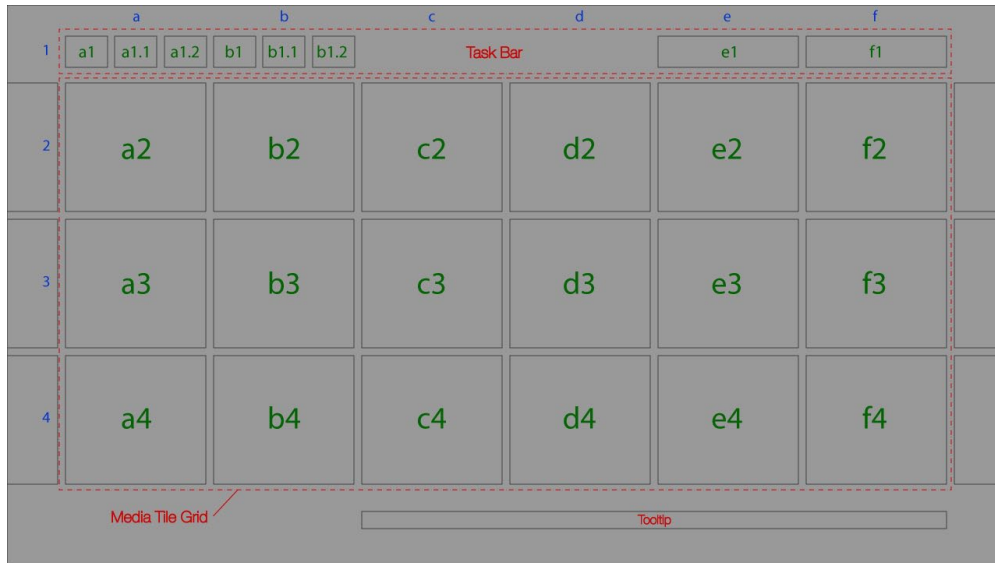 a b c d e f
1 a1 a1.1 a1.2 b1 b1.1 b1.2 Task Bar e1 f1
2 a2 b2 c2 d2 e2 f2
3 a3 b3 c3 d3 e3 f3
4 a4 b4 c4 d4 e4 f4
Media Tile Grid Tooltip